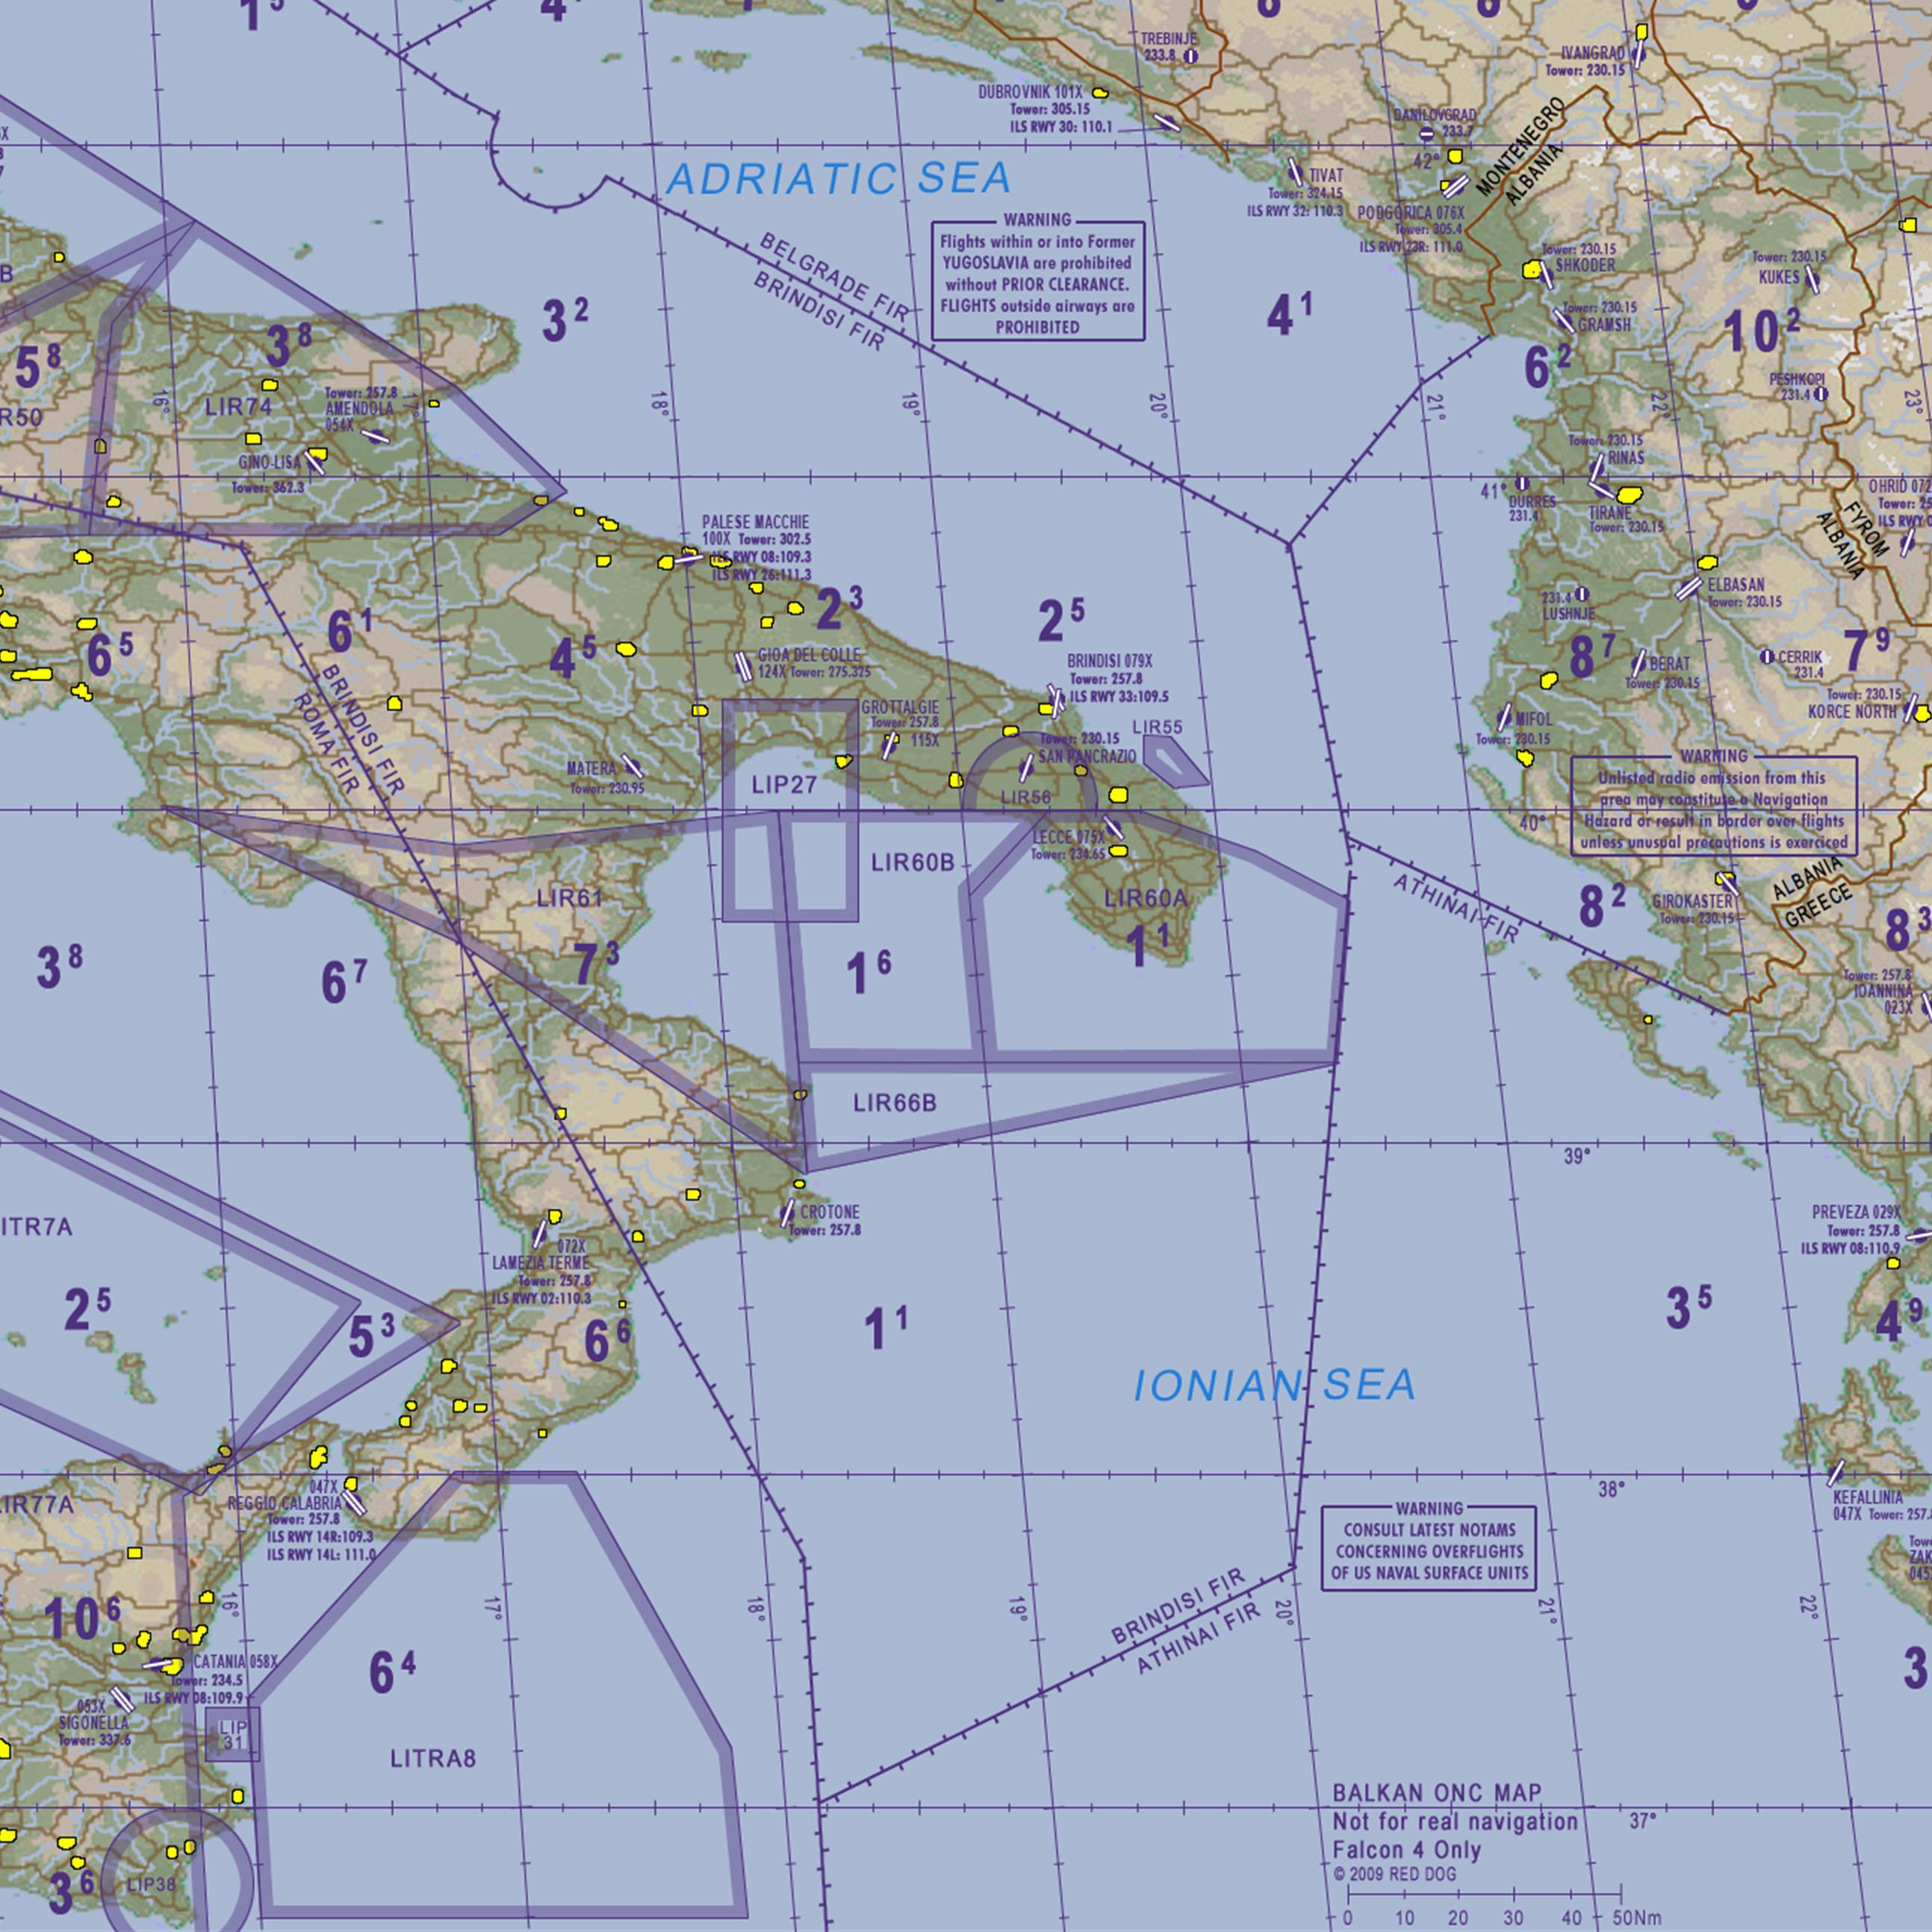 TREBINJE
233.8
IVANGRAD
Tower: 230.15
DUBROVNIK 101X
Tower: 305.15
ILS RWY 30: 110.1
DANILOVGRAD
233.7
42°
MONTENEGRO
ALBANIA
ADRIATIC SEA
TIVAT
Tower: 324.15
ILS RWY 32: 110.3
PODGORICA 076X
Tower: 305.4
ILS RWY 23R: 111.0
WARNING
Flights within or into Former
YUGOSLAVIA are prohibited
without PRIOR CLEARANCE.
FLIGHTS outside airways are
PROHIBITED
BELGRADE FIR
BRINDISI FIR
Tower: 230.15
SHKODER
Tower: 230.15
KUKES
Tower: 230.15
GRAMSH
3 2
4 1
10 2
6 2
5 8
3 8
R50
LIR74
Tower: 257.8
AMENDOLA
054X
GINO-LISA
Tower: 362.3
16°
17°
18°
19°
20°
21°
22°
23°
PESHKOPI
231.4
Tower: 230.15
RINAS
41°
DURRES
231.4
TIRANE
Tower: 230.15
OHRID 072
FYROM
ALBANIA
PALESE MACCHIE
100X Tower: 302.5
ILS RWY 08:109.3
ILS RWY 26:111.3
ELBASAN
Tower: 230.15
231.4
LUSHNJE
6 5
6 1
4 5
2 3
2 5
8 7
7 9
GIOA DEL COLLE
124X Tower: 275.325
BRINDISI 079X
Tower: 257.8
ILS RWY 33:109.5
BERAT
Tower: 230.15
CERRIK
231.4
Tower: 230.15
KORCE NORTH
BRINDISI FIR
ROMA FIR
GROTTALGIE
Tower: 257.8
115X
MIFOL
Tower: 230.15
LIR55
Tower: 230.15
SAN PANCRAZIO
LIR56
MATERA
Tower: 230.95
LIP27
WARNING
Unlisted radio emission from this
area may constitute a Navigation
Hazard or result in border over flights
unless unusual precautions is exerciced
40°
LECCE 075X
Tower: 234.65
LIR60B
LIR61
LIR60A
ATHINAI FIR
GIROKASTER
Tower: 230.15
ALBANIA
GREECE
3 8
6 7
7 3
1 6
1 1
8 2
8 3
Tower: 257.8
IOANNINA
023X
LIR66B
39°
ITR7A
CROTONE
Tower: 257.8
072X
LAMEZIA TERME
Tower: 257.8
ILS RWY 02:110.3
PREVEZA 029X
Tower: 257.8
ILS RWY 08:110.9
2 5
5 3
6 6
1 1
3 5
4 9
IONIAN SEA
38°
IR77A
047X
REGGIO CALABRIA
Tower: 257.8
ILS RWY 14R:109.3
ILS RWY 14L: 111.0
KEFALLINIA
047X Tower: 257.
WARNING
CONSULT LATEST NOTAMS
CONCERNING OVERFLIGHTS
OF US NAVAL SURFACE UNITS
16°
17°
18°
19°
20°
21°
22°
BRINDISI FIR
ATHINAI FIR
10 6
6 4
3
CATANIA 058X
Tower: 234.5
ILS RWY 08:109.9
053X
SIGONELLA
Tower: 337.6
LIP
31
LITRA8
3 6
LIP38
37°
BALKAN ONC MAP
Not for real navigation
Falcon 4 Only
© 2009 RED DOG
0 10 20 30 40 50Nm